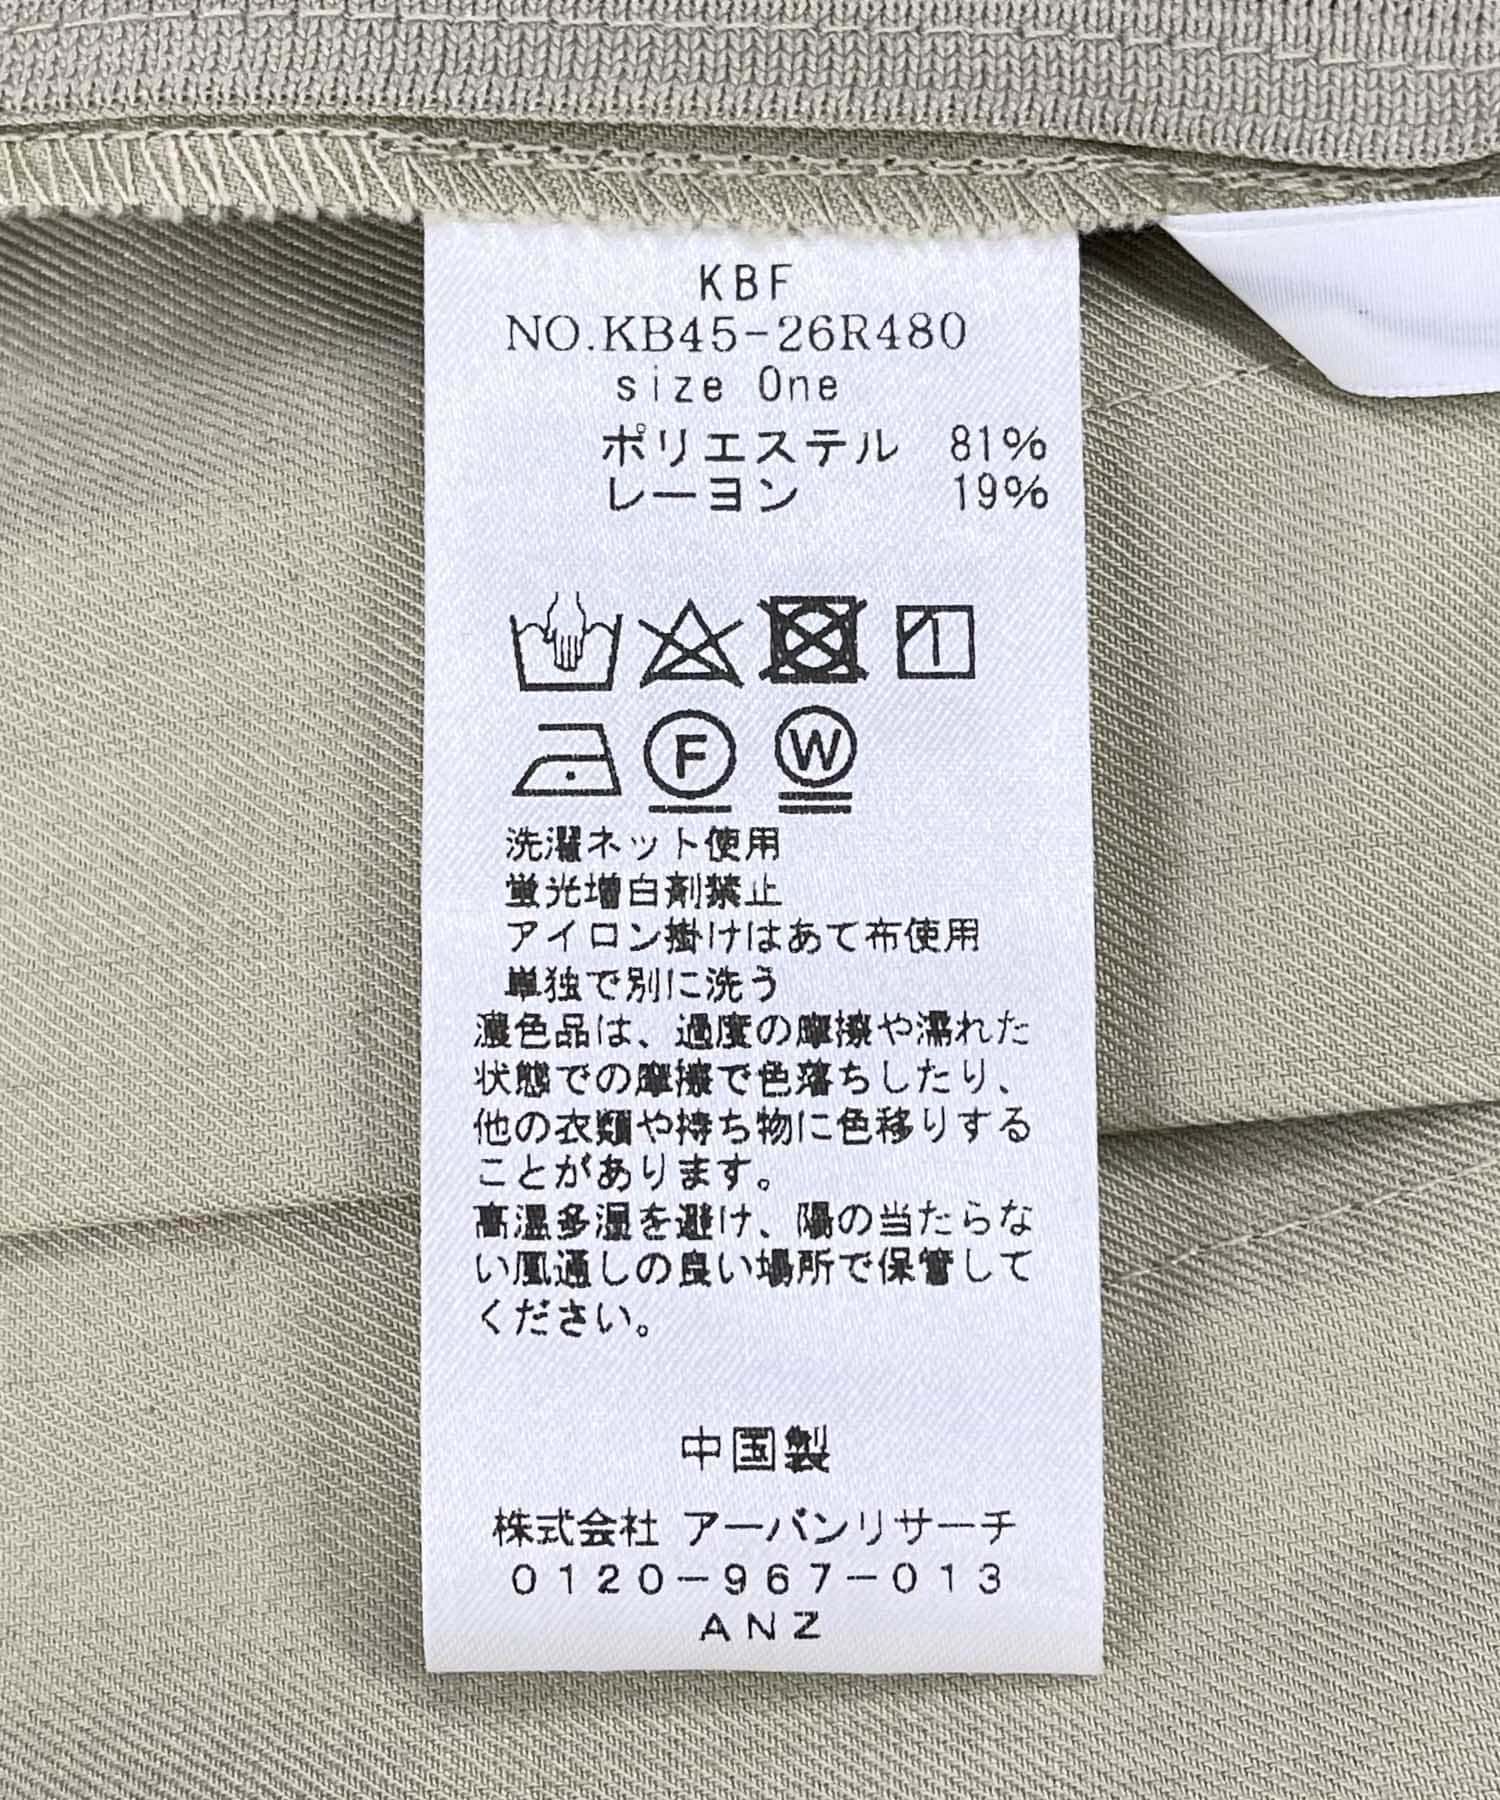 KBF
NO.KB45-26R480
size One
ポリエステル 81%
レーヨン 19%
1
F
W
洗濯ネット使用
蛍光増白剤禁止
アイロン掛けはあて布使用
単独で別に洗う
濃色品は、過度の摩擦や濡れた
状態での摩擦で色落ちしたり、
他の衣類や持ち物に色移りする
ことがあります。
高温多湿を避け、陽の当たらな
い風通しの良い場所で保管して
ください。
中国製
株式会社 アーバンリサーチ
0120-967-013
ANZ